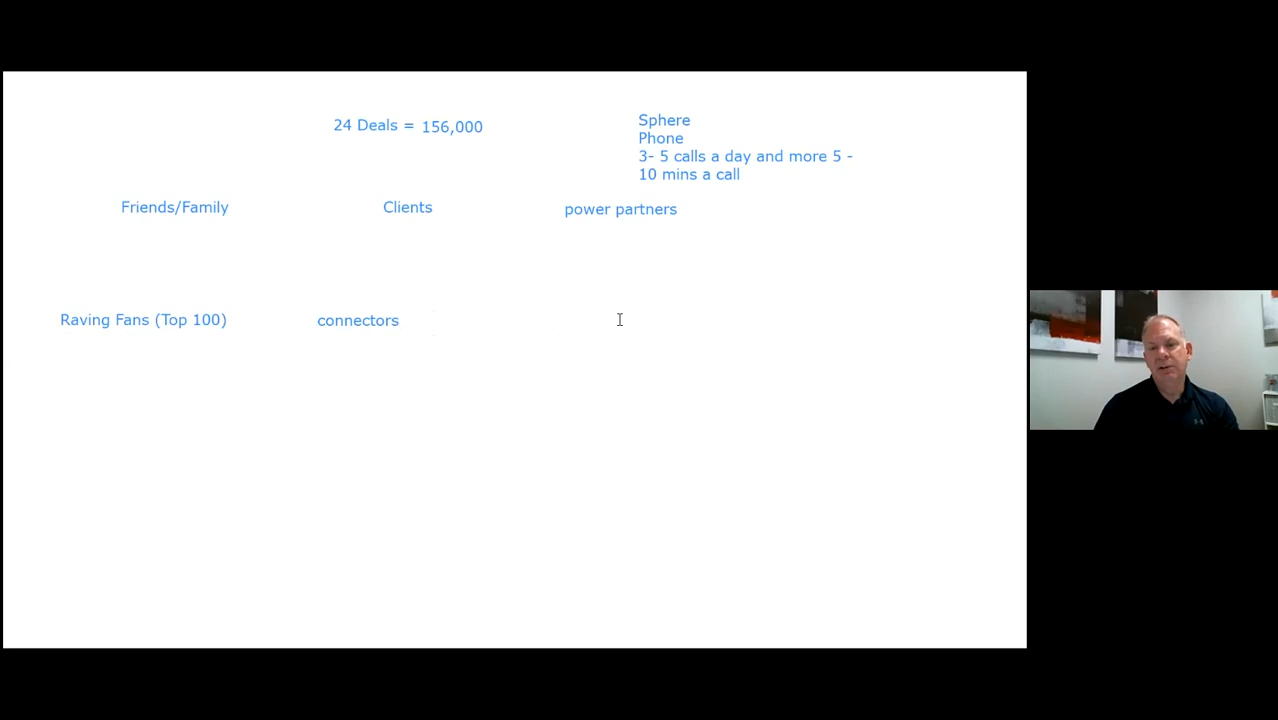 24 Deals = 156,000
Sphere
Phone
3- 5 calls a day and more 5 -
10 mins a call
Friends/Family
Clients
power partners
Raving Fans (Top 100)
connectors